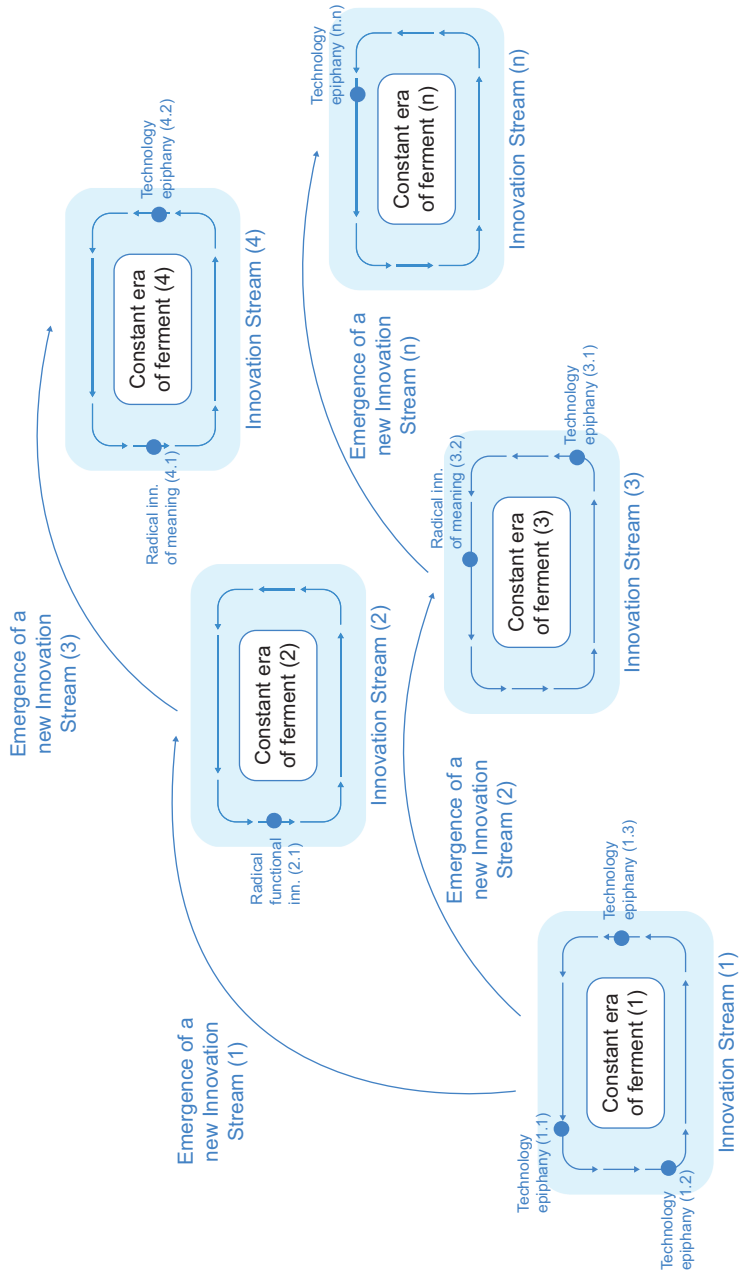 Emergence of a
new Innovation
Stream (1)
Emergence of a
new Innovation
Stream (3)
Radical
functional
inn. (2.1)
Constant era
of ferment (2)
Innovation Stream (2)
Radical inn.
of meaning (4.1)
Constant era
of ferment (4)
Technology
epiphany (4.2)
Innovation Stream (4)
Technology
epiphany (1.1)
Technology
epiphany (1.2)
Constant era
of ferment (1)
Technology
epiphany (1.3)
Innovation Stream (1)
Emergence of a
new Innovation
Stream (2)
Radical inn.
of meaning (3.2)
Constant era
of ferment (3)
Technology
epiphany (3.1)
Innovation Stream (3)
Emergence of a
new Innovation
Stream (n)
Technology
epiphany (n.n)
Constant era
of ferment (n)
Innovation Stream (n)